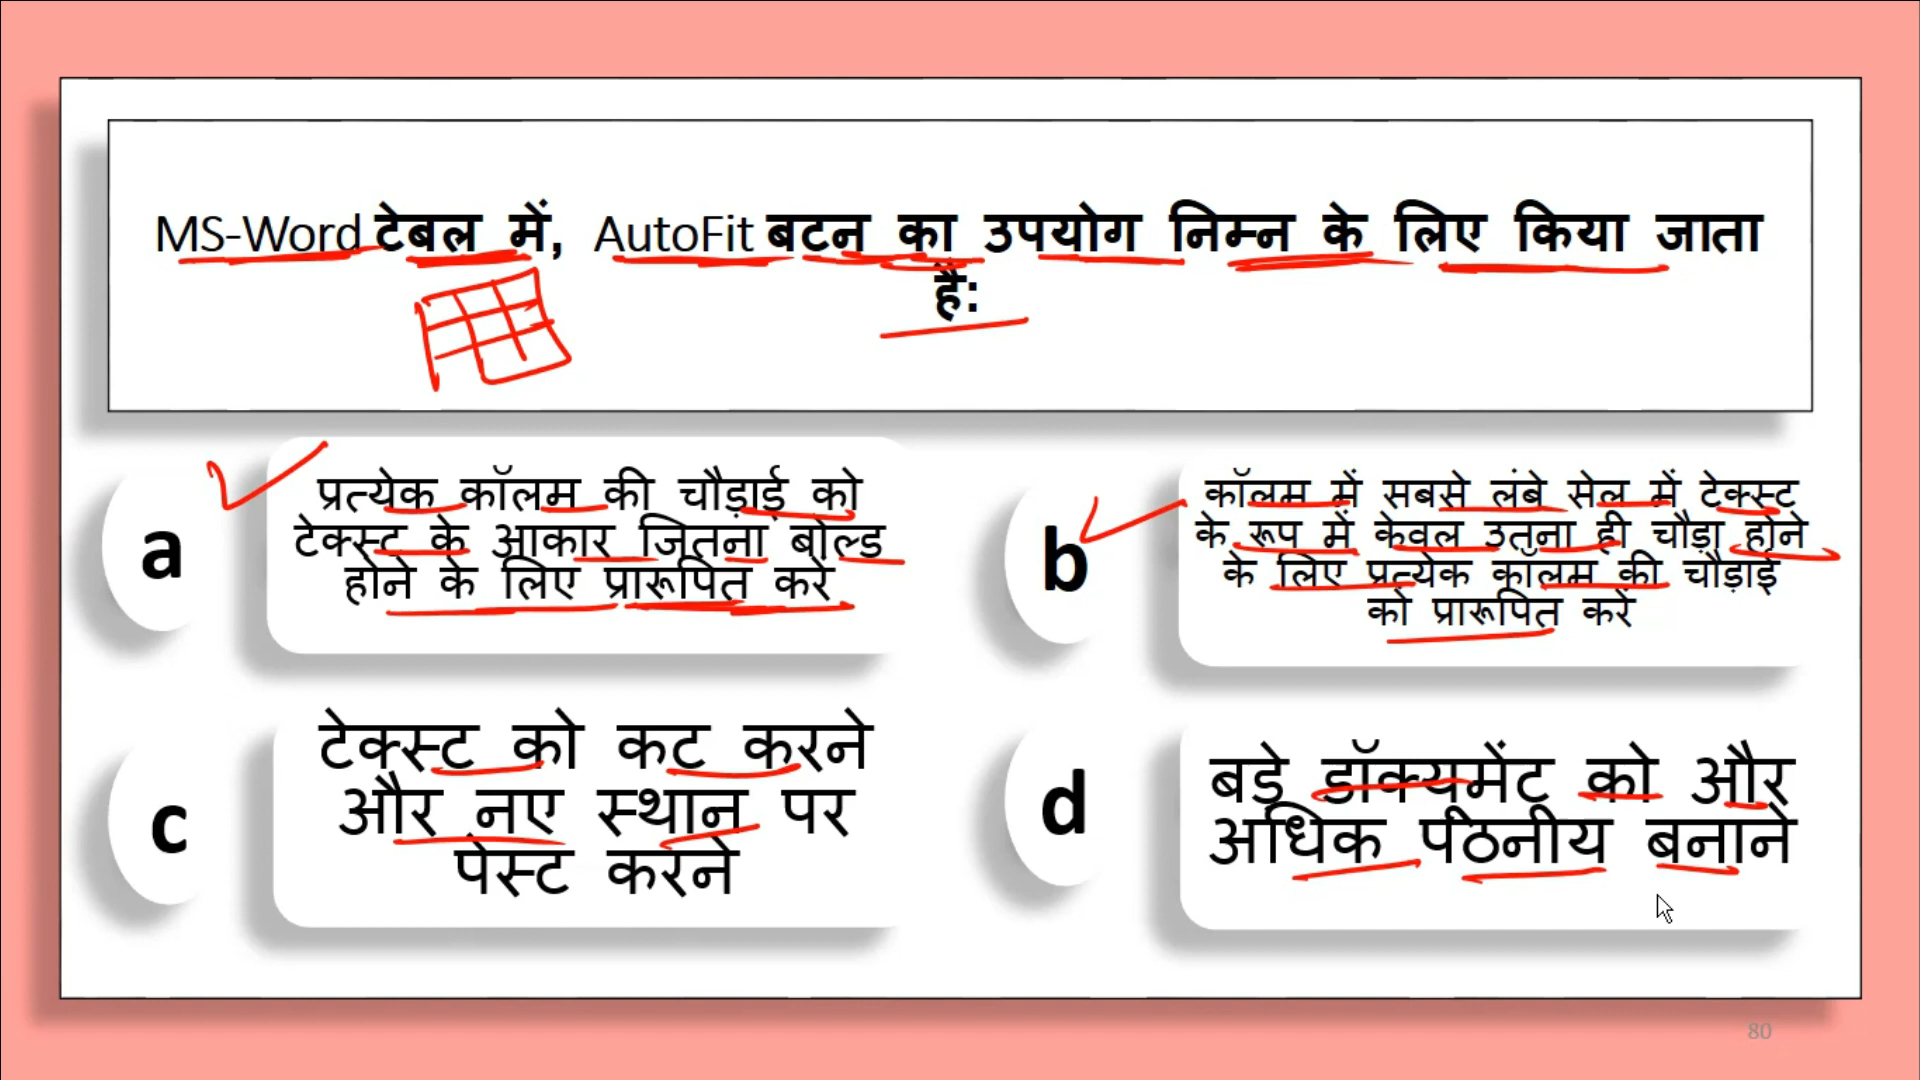 MS-Word टेबल में, AutoFit बटन का उपयोग निम्न के लिए किया जाता
है:
a
प्रत्येक कॉलम की चौड़ाई को
टेक्स्ट के आकार जितना बोल्ड
होने के लिए प्रारूपित करें
b
कॉलम में सबसे लंबे सेल में टेक्स्ट
के रूप में केवल उतना ही चौड़ा होने
के लिए प्रत्येक कॉलम की चौड़ाई
को प्रारूपित करें
c
टेक्स्ट को कट करने
और नए स्थान पर
पेस्ट करने
d
बड़े डॉक्यूमेंट को और
अधिक पठनीय बनाने
80